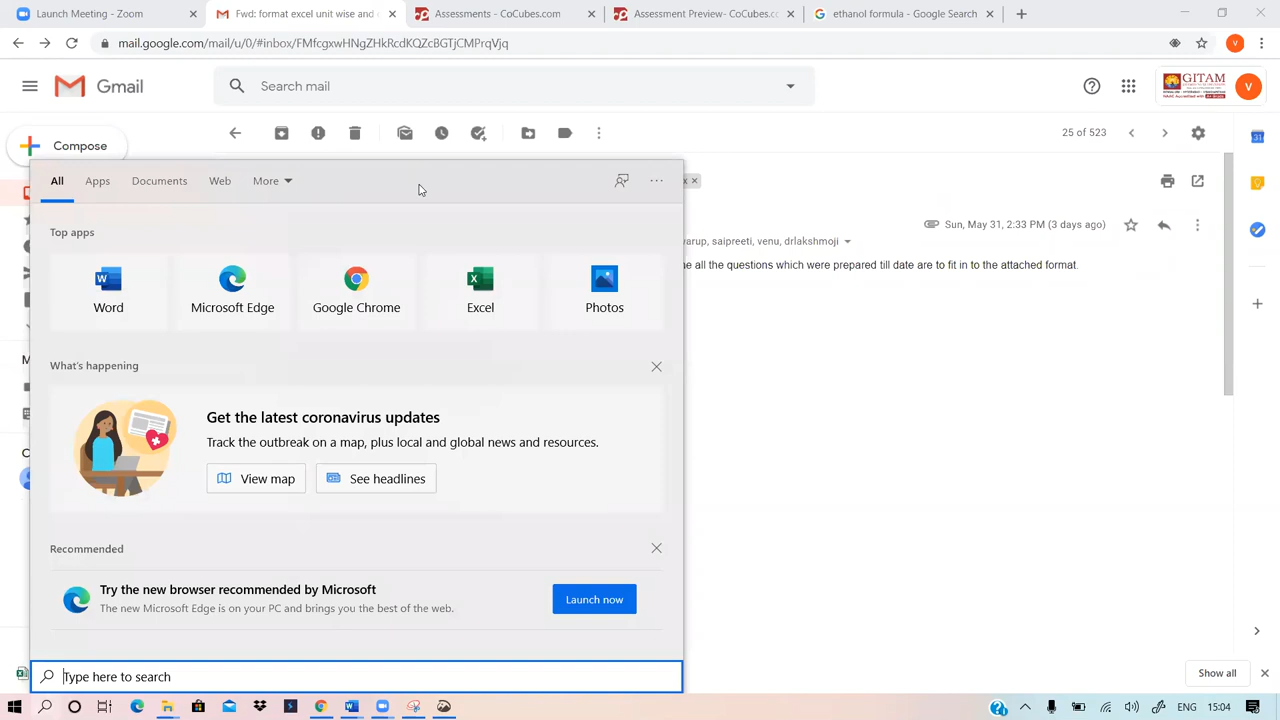 Launch Meeting - Zoom
Fwd: format excel unit wise and e
Assessments - CoCubes.com
Assessment Preview - CoCubes.cc
ethanol formula - Google Search
mail.google.com/mail/u/0/#inbox/FMfcgxwHNgZHkRcdKQZcBGTjCMPrqVjq
Gmail
Search mail
GITAM
V
Compose
25 of 523
All
Apps
Documents
Web
More
x
Sun, May 31, 2:33 PM (3 days ago)
Top apps
varup, saipreeti, venu, drlakshmoji
e all the questions which were prepared till date are to fit in to the attached format.
Word
Microsoft Edge
Google Chrome
Excel
Photos
What's happening
Get the latest coronavirus updates
Track the outbreak on a map, plus local and global news and resources.
View map
See headlines
Recommended
Try the new browser recommended by Microsoft
The new Microsoft Edge is on your PC and brings you the best of the web.
Launch now
Type here to search
Show all
ENG
15:04